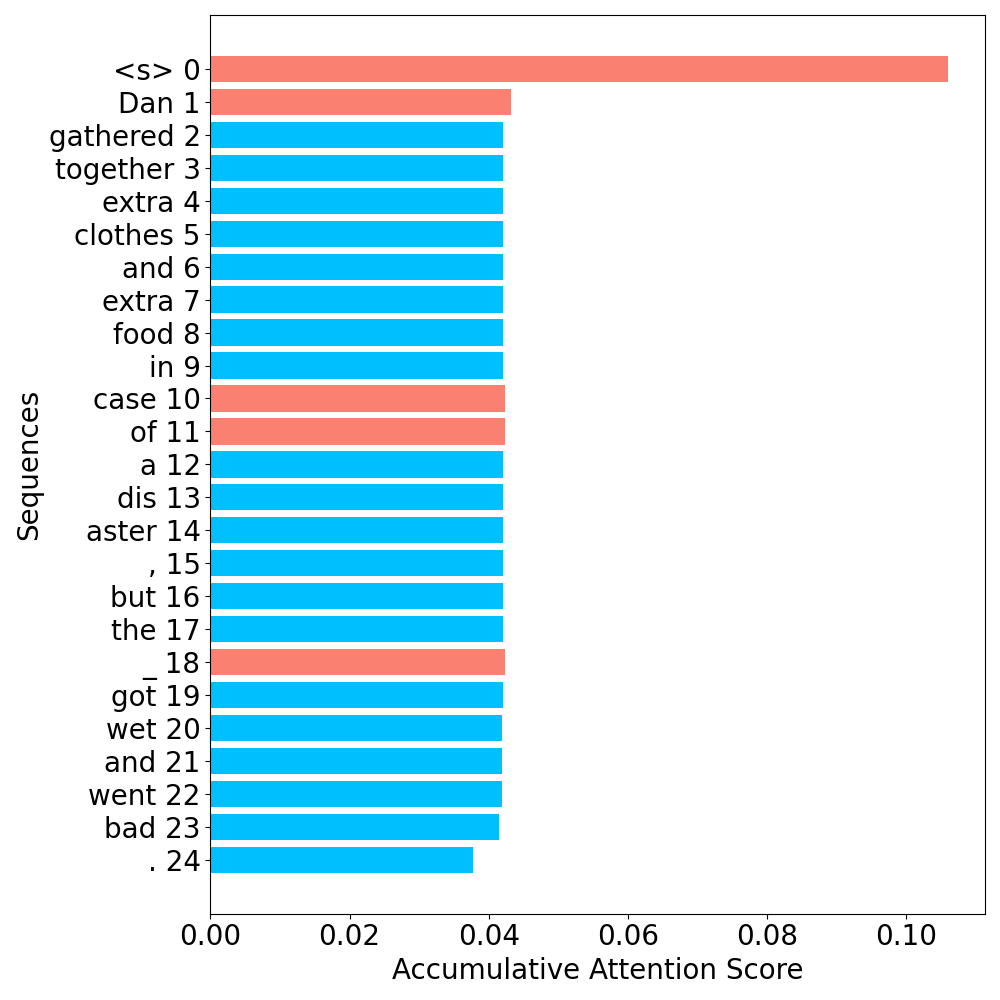 <s> 0
Dan 1
gathered 2
together 3
extra 4
clothes 5
and 6
extra 7
food 8
in 9
case 10
of 11
a 12
dis 13
aster 14
, 15
but 16
the 17
_ 18
got 19
wet 20
and 21
went 22
bad 23
. 24
Sequences
0.00 0.02 0.04 0.06 0.08 0.10
Accumulative Attention Score